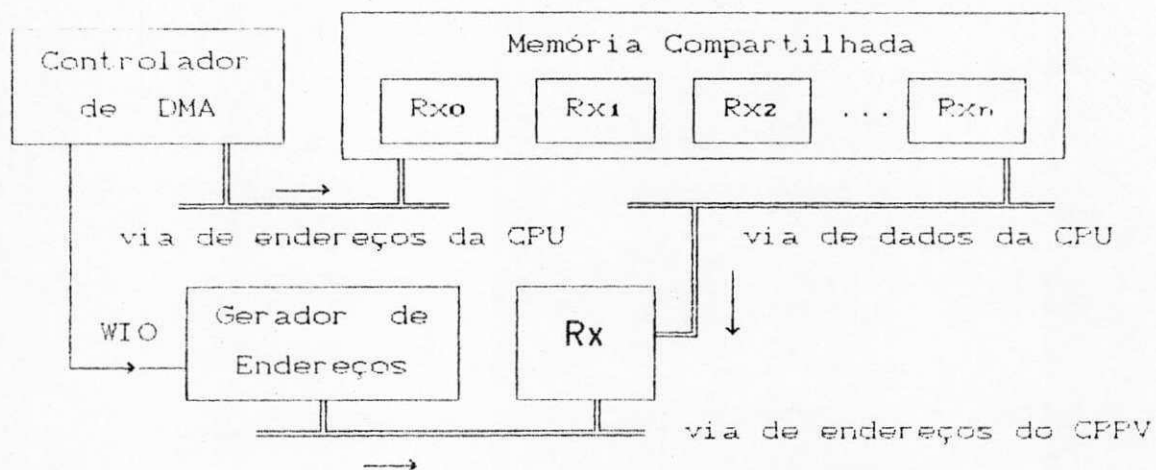 Controlador
de DMA
Memória Compartilhada
Rx0
Rx1
Rx2
...
Rxn
via de endereços da CPU
via de dados da CPU
WIO
Gerador de
Endereços
Rx
via de endereços do CPPV